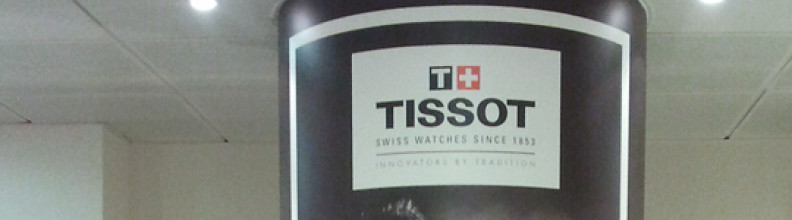 T+
TISSOT
SWISS WATCHES SINCE 1853
INNOVATORS BY TRADITION